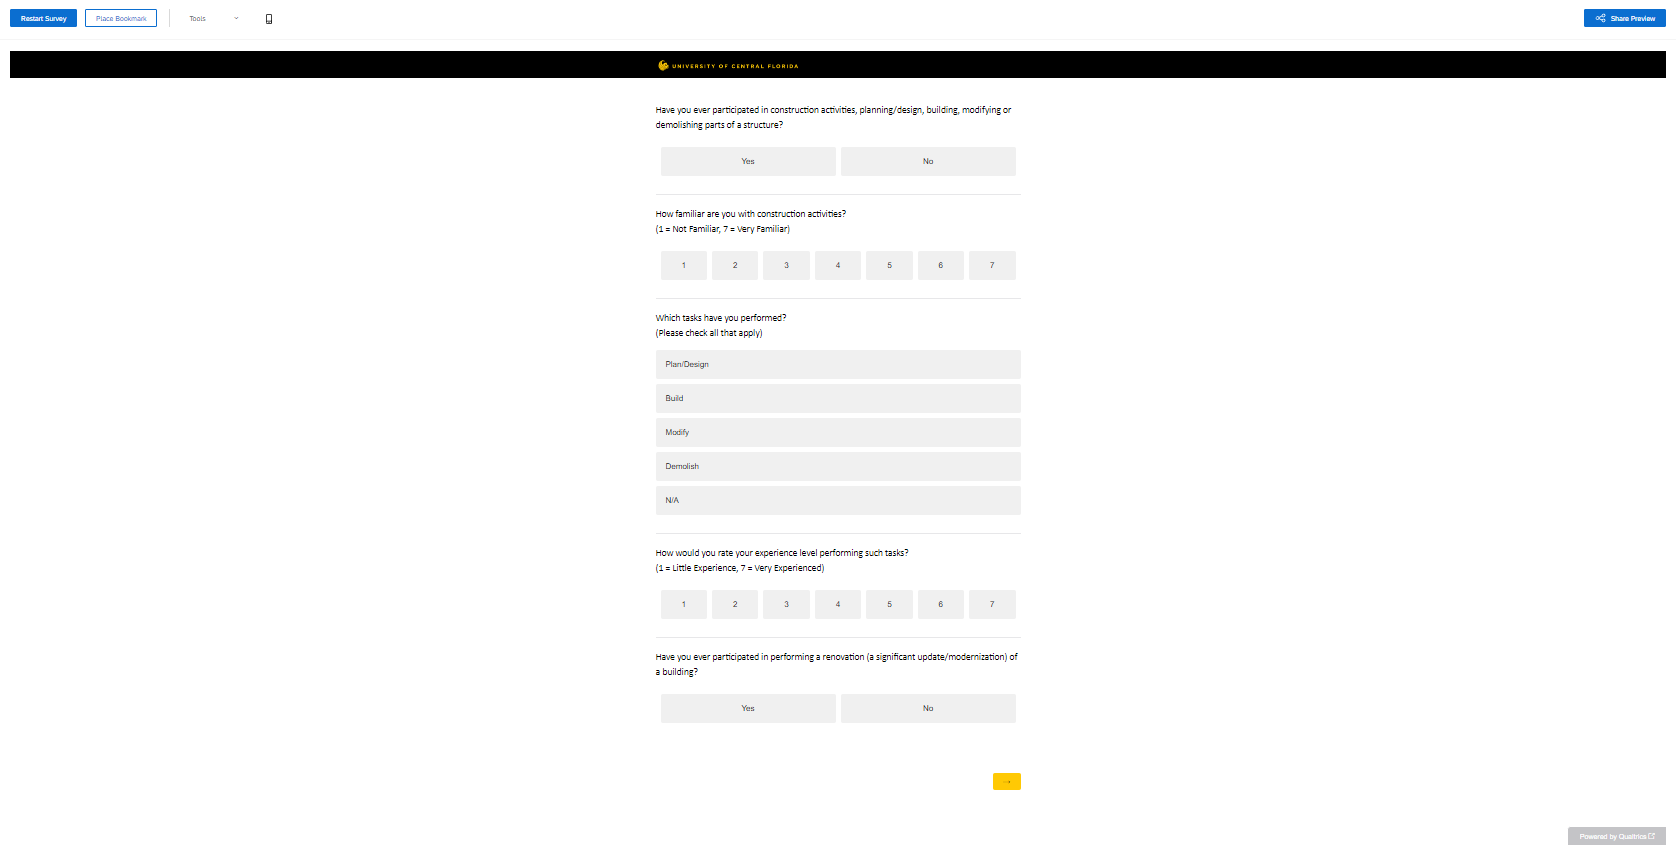 Restart Survey
Place Bookmark
Tools
Share Preview
UNIVERSITY OF CENTRAL FLORIDA
Have you ever participated in construction activities, planning/design, building, modifying or
demolishing parts of a structure?
Yes
No
How familiar are you with construction activities?
(1 = Not Familiar, 7 = Very Familiar)
1 2 3 4 5 6 7
Which tasks have you performed?
(Please check all that apply)
Plan/Design
Build
Modify
Demolish
N/A
How would you rate your experience level performing such tasks?
(1 = Little Experience, 7 = Very Experienced)
1 2 3 4 5 6 7
Have you ever participated in performing a renovation (a significant update/modernization) of
a building?
Yes
No
→
Powered by Qualtrics